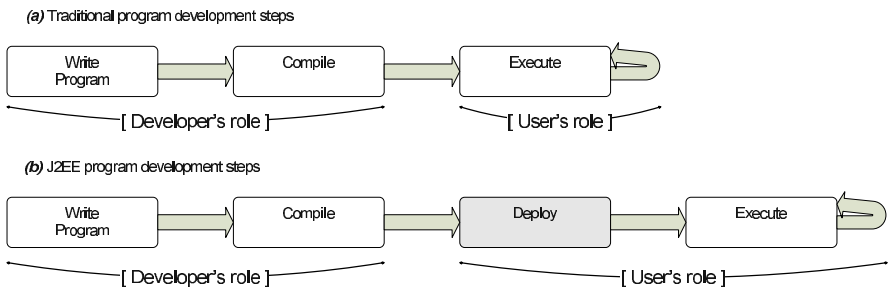 (a) Traditional program development steps
Write
Program
Compile
Execute
[ Developer's role ]
[ User's role ]
(b) J2EE program development steps
Write
Program
Compile
Deploy
Execute
[ Developer's role ]
[ User's role ]